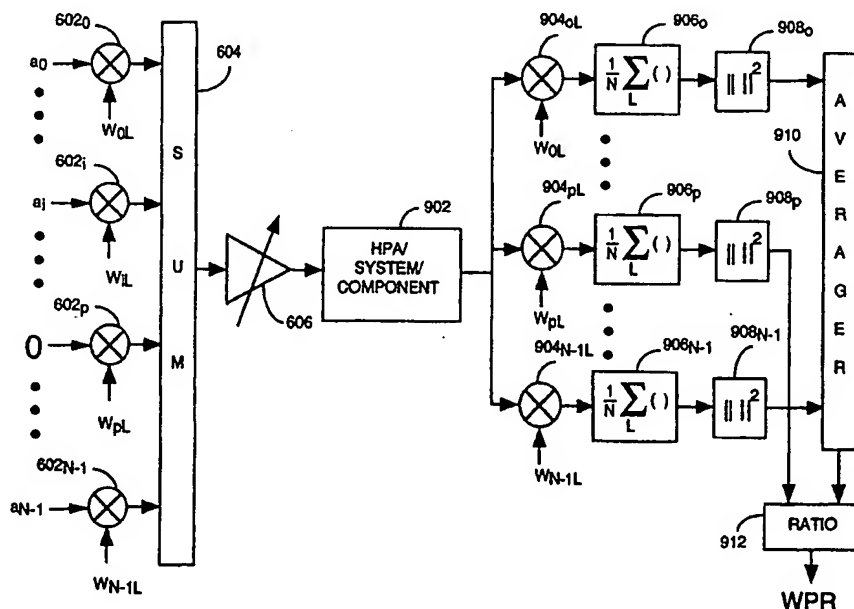 602₀
a₀
W₀L
602ᵢ
aᵢ
WᵢL
602ₚ
0
WₚL
602N-1
aN-1
WN-1L
604
S
U
M
606
902
HPA/
SYSTEM/
COMPONENT
904₀L
W₀L
906₀
1/N Σ ( )
L
908₀
|| ||²
904ₚL
WₚL
906ₚ
1/N Σ ( )
L
908ₚ
|| ||²
904N-1L
WN-1L
906N-1
1/N Σ ( )
L
908N-1
|| ||²
910
A
V
E
R
A
G
E
R
912
RATIO
WPR